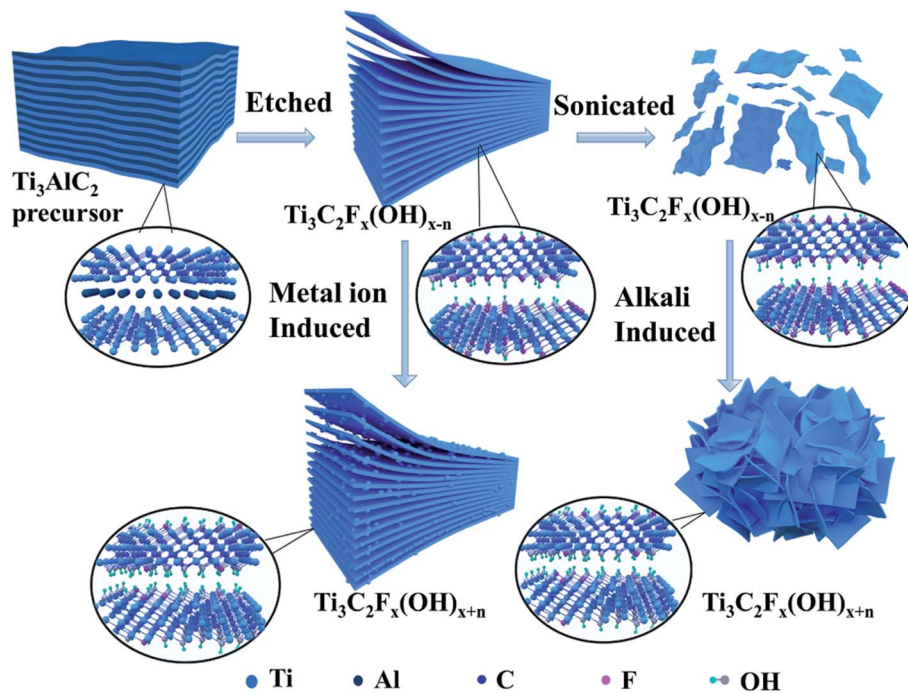 Etched
Sonicated
Ti₃AlC₂
precursor
Ti₃C₂Fₓ(OH)ₓ₋ₙ
Ti₃C₂Fₓ(OH)ₓ₋ₙ
Metal ion
Induced
Alkali
Induced
Ti₃C₂Fₓ(OH)ₓ₊ₙ
Ti₃C₂Fₓ(OH)ₓ₊ₙ
Ti Al C F OH